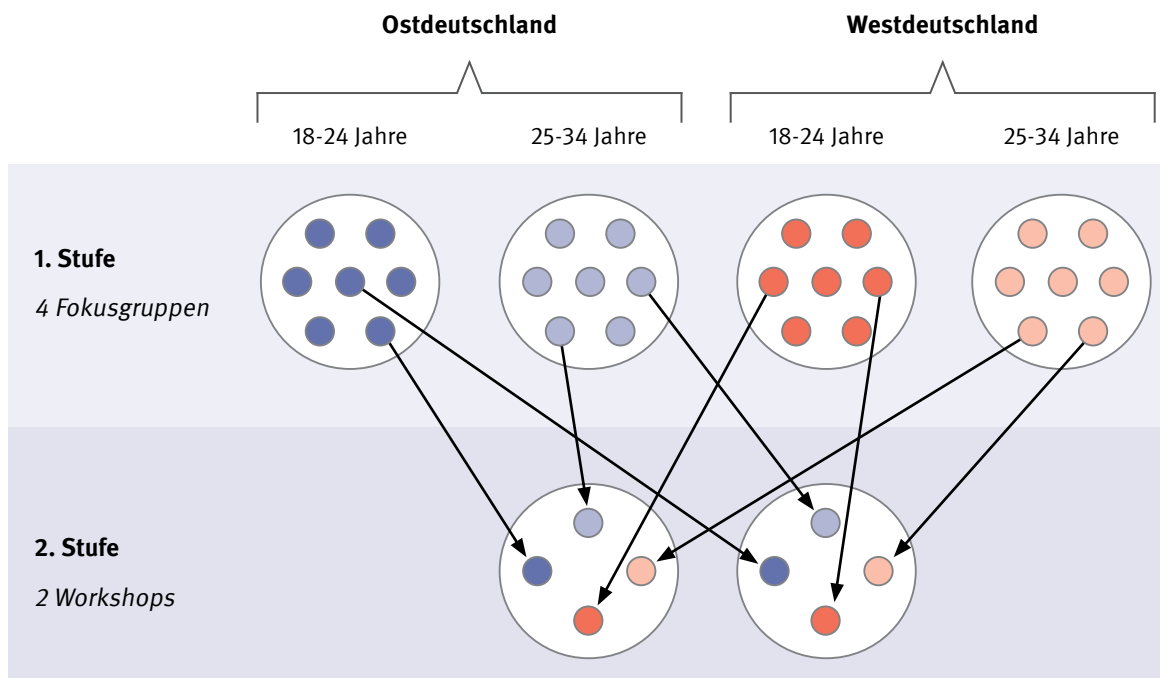 Ostdeutschland
Westdeutschland
18-24 Jahre
25-34 Jahre
18-24 Jahre
25-34 Jahre
1. Stufe
4 Fokusgruppen
2. Stufe
2 Workshops